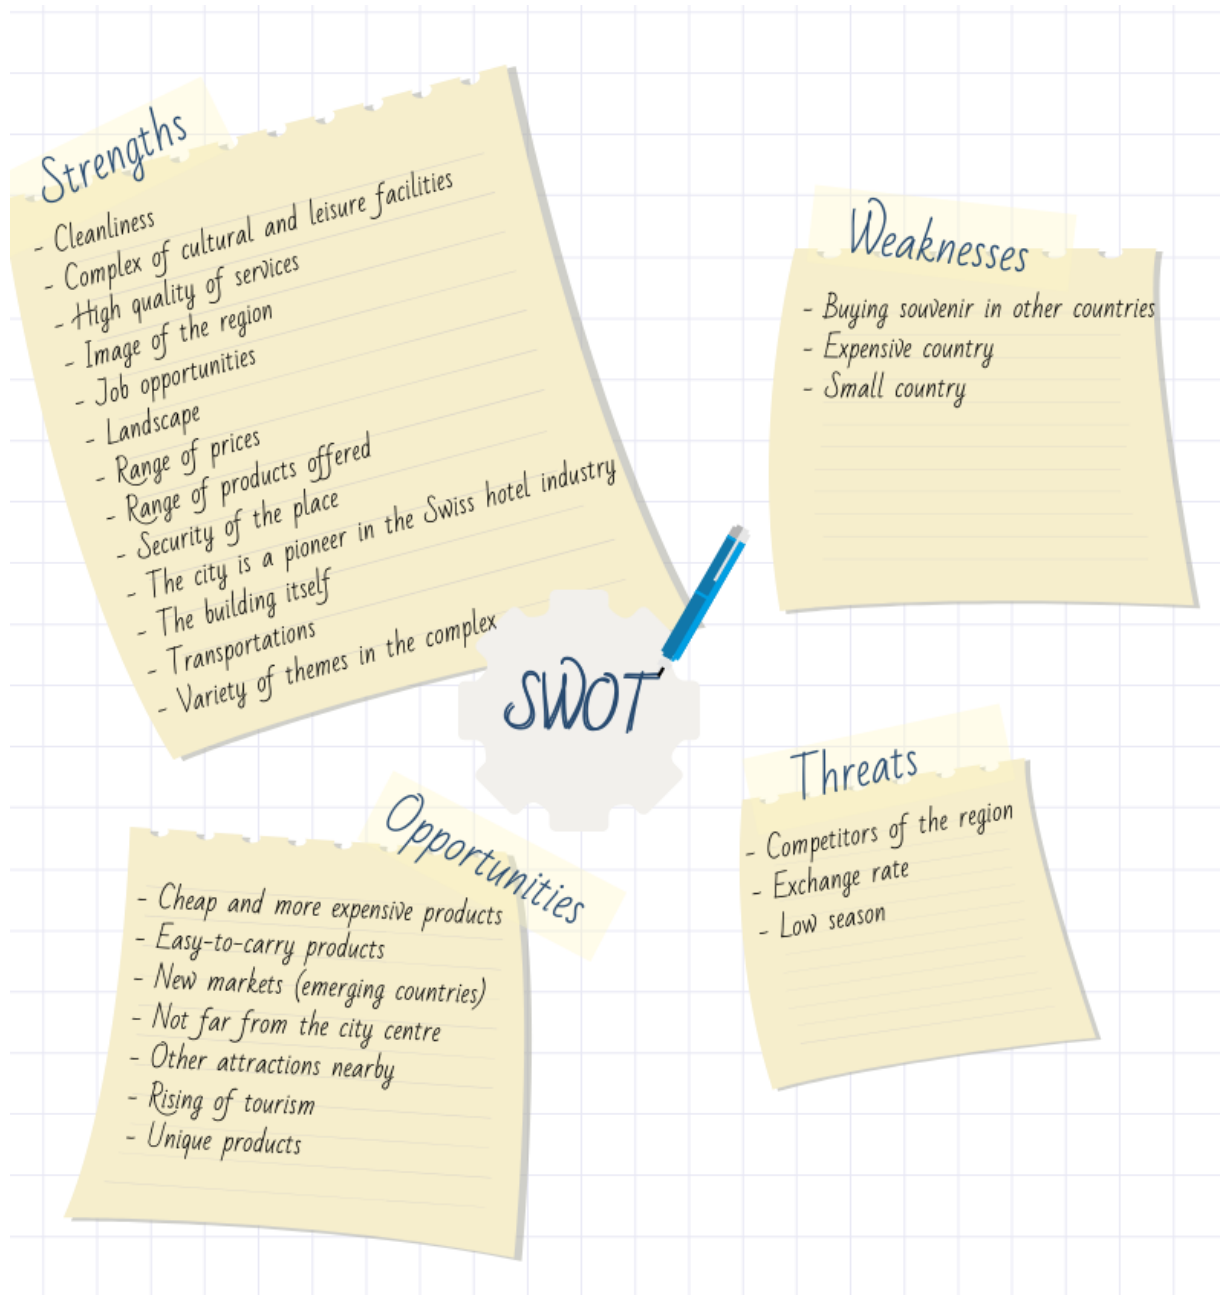 Strengths
- Cleanliness
- Complex of cultural and leisure facilities
- High quality of services
- Image of the region
- Job opportunities
- Landscape
- Range of prices
- Range of products offered
- Security of the place
- The city is a pioneer in the Swiss hotel industry
- The building itself
- Transportations
- Variety of themes in the complex
Weaknesses
- Buying souvenir in other countries
- Expensive country
- Small country
SWOT
Opportunities
- Cheap and more expensive products
- Easy-to-carry products
- New markets (emerging countries)
- Not far from the city centre
- Other attractions nearby
- Rising of tourism
- Unique products
Threats
- Competitors of the region
- Exchange rate
- Low season